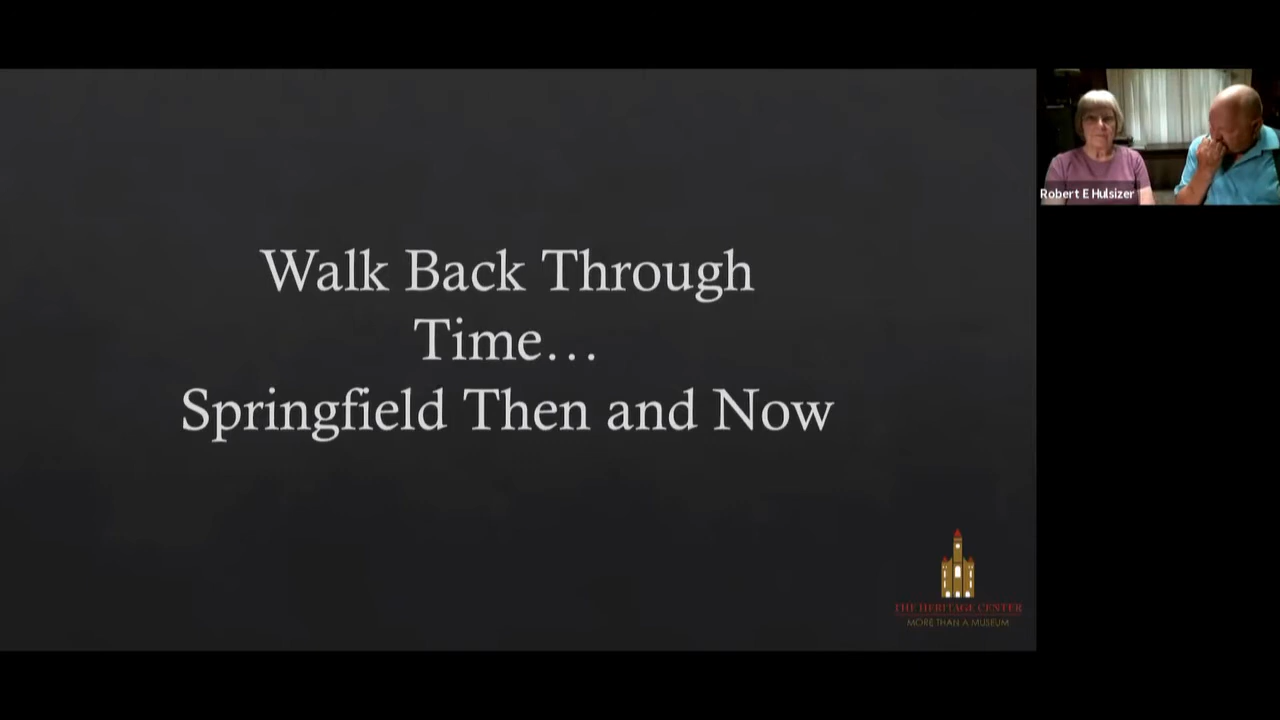 Walk Back Through
Time...
Springfield Then and Now
Robert E Hulsizer
THE HERITAGE CENTER
MORE THAN A MUSEUM